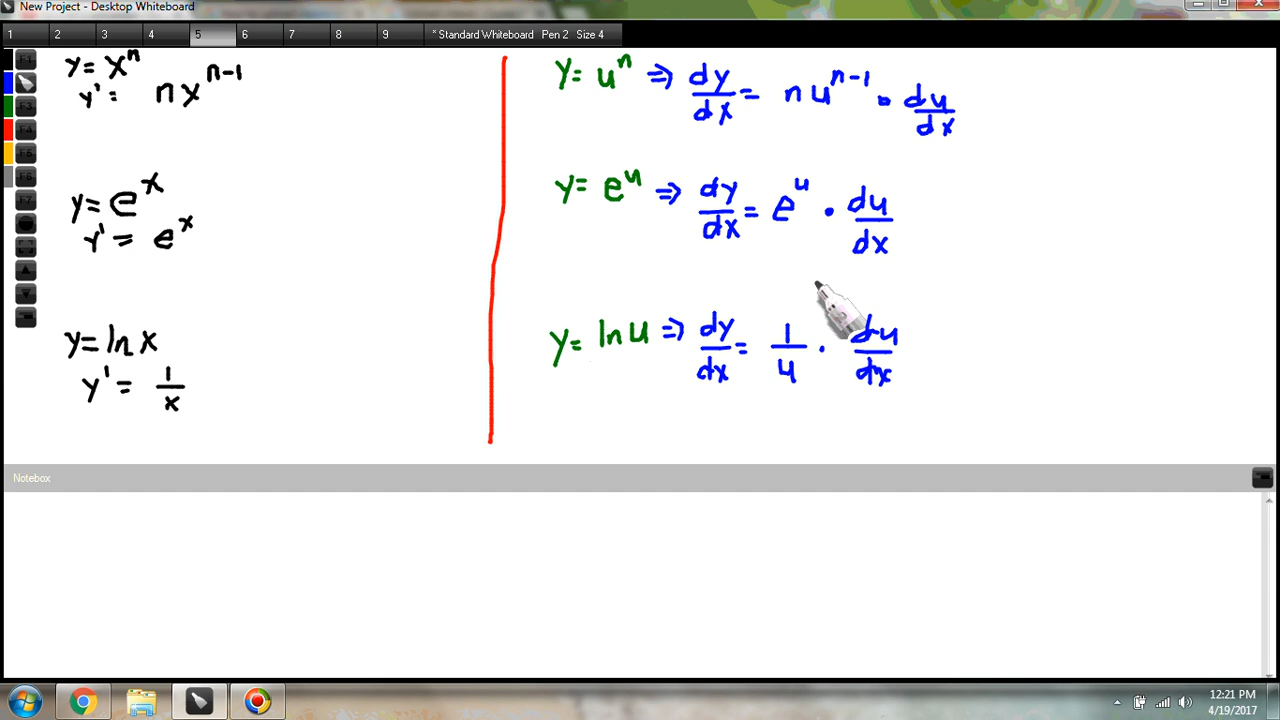 New Project - Desktop Whiteboard
1 2 3 4 5 6 7 8 9 * Standard Whiteboard Pen 2 Size 4
y = x^n
y' = nx^(n-1)
y = e^x
y' = e^x
y = ln x
y' = 1/x
y = u^n ⇒ dy/dx = nu^(n-1) • du/dx
y = e^u ⇒ dy/dx = e^u • du/dx
y = ln u ⇒ dy/dx = 1/u • du/dx
Notebox
12:21 PM
4/19/2017